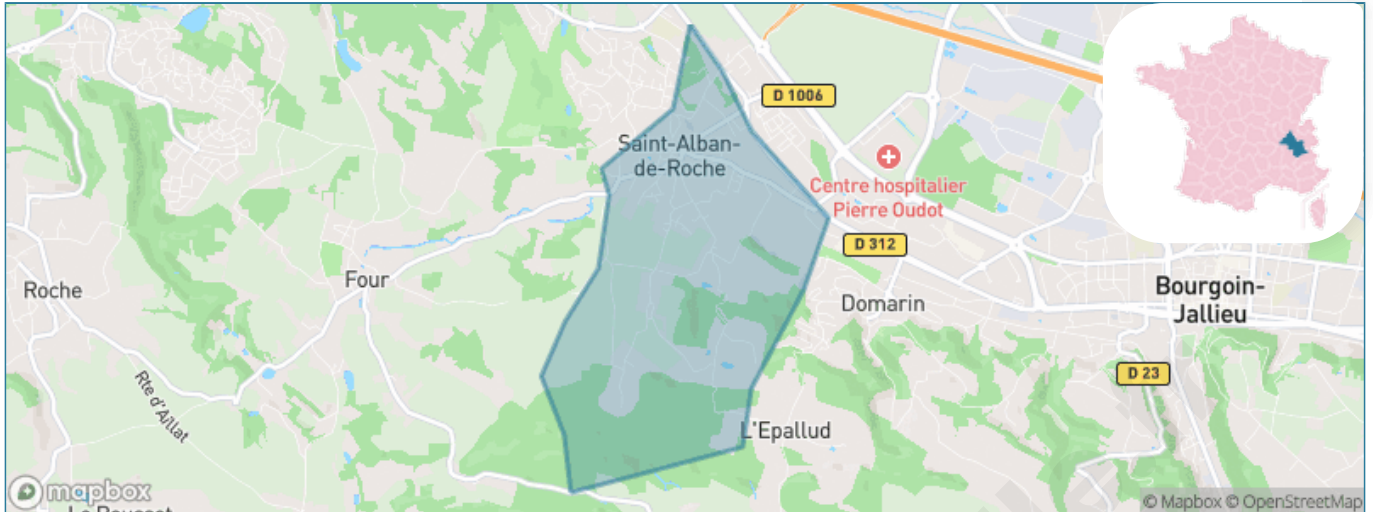 D 1006
Saint-Alban-
de-Roche
Centre hospitalier
Pierre Oudot
D 312
Four
Roche
Domarin
Bourgoin-
Jallieu
D 23
Rte d'Aillat
L'Epallud
mapbox
© Mapbox © OpenStreetMap